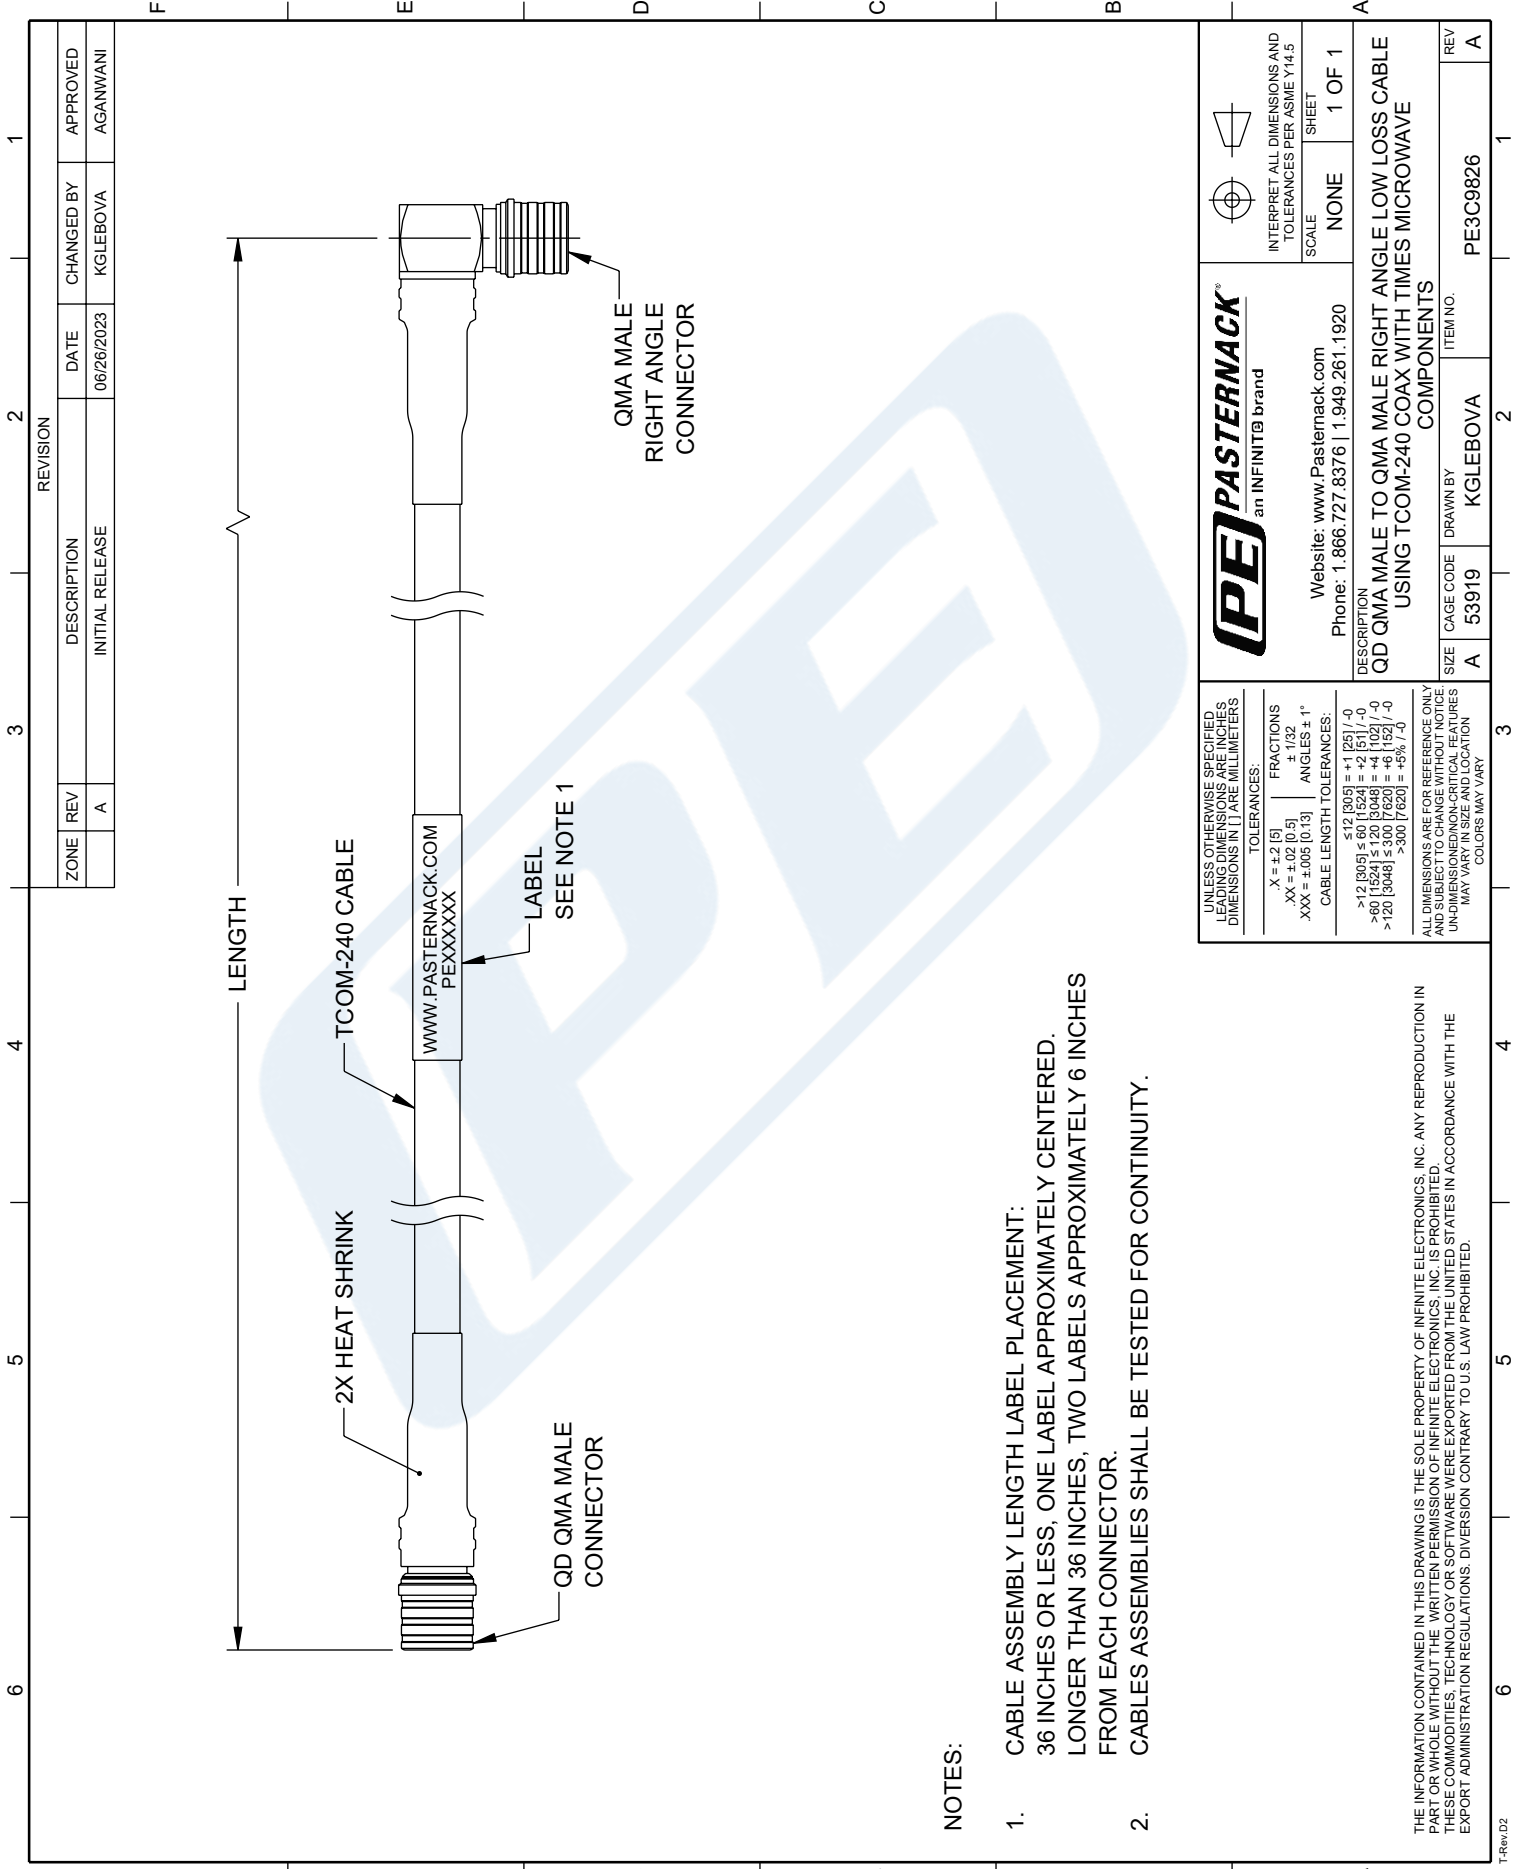 6
5
4
3
2
1
F
E
D
C
B
A
REVISION
ZONE REV DESCRIPTION DATE CHANGED BY APPROVED
A INITIAL RELEASE 06/26/2023 KGLEBOVA AGANWANI
LENGTH
2X HEAT SHRINK
TCOM-240 CABLE
WWW.PASTERNACK.COM
PEXXXXXX
LABEL
SEE NOTE 1
QD QMA MALE
CONNECTOR
QMA MALE
RIGHT ANGLE
CONNECTOR
NOTES:
1. CABLE ASSEMBLY LENGTH LABEL PLACEMENT:
36 INCHES OR LESS, ONE LABEL APPROXIMATELY CENTERED.
LONGER THAN 36 INCHES, TWO LABELS APPROXIMATELY 6 INCHES
FROM EACH CONNECTOR.
2. CABLES ASSEMBLIES SHALL BE TESTED FOR CONTINUITY.
THE INFORMATION CONTAINED IN THIS DRAWING IS THE SOLE PROPERTY OF INFINITE ELECTRONICS, INC. ANY REPRODUCTION IN
PART OR WHOLE WITHOUT THE WRITTEN PERMISSION OF INFINITE ELECTRONICS, INC. IS PROHIBITED.
THESE COMMODITIES, TECHNOLOGY OR SOFTWARE WERE EXPORTED FROM THE UNITED STATES IN ACCORDANCE WITH THE
EXPORT ADMINISTRATION REGULATIONS. DIVERSION CONTRARY TO U.S. LAW PROHIBITED.
UNLESS OTHERWISE SPECIFIED
LEADING DIMENSIONS ARE INCHES
DIMENSIONS IN [ ] ARE MILLIMETERS
TOLERANCES:
.X = ±.2 [5] FRACTIONS
.XX = ±.02 [0.5] ± 1/32
.XXX = ±.005 [0.13] ANGLES ± 1°
CABLE LENGTH TOLERANCES:
≤12 [305] = +1 [25] / -0
>12 [305] ≤ 60 [1524] = +2 [51] / -0
>60 [1524] ≤ 120 [3048] = +4 [102] / -0
>120 [3048] ≤ 300 [7620] = +6 [152] / -0
>300 [7620] = +5% / -0
ALL DIMENSIONS ARE FOR REFERENCE ONLY
AND SUBJECT TO CHANGE WITHOUT NOTICE.
UN-DIMENSIONED/NON-CRITICAL FEATURES
MAY VARY IN SIZE AND LOCATION
COLORS MAY VARY
PE PASTERNACK®
an INFINIT® brand
Website: www.Pasternack.com
Phone: 1.866.727.8376 | 1.949.261.1920
INTERPRET ALL DIMENSIONS AND
TOLERANCES PER ASME Y14.5
SCALE SHEET
NONE 1 OF 1
DESCRIPTION
QD QMA MALE TO QMA MALE RIGHT ANGLE LOW LOSS CABLE
USING TCOM-240 COAX WITH TIMES MICROWAVE
COMPONENTS
SIZE CAGE CODE DRAWN BY ITEM NO. REV
A 53919 KGLEBOVA PE3C9826 A
T-Rev.D2
6
5
4
3
2
1
PE